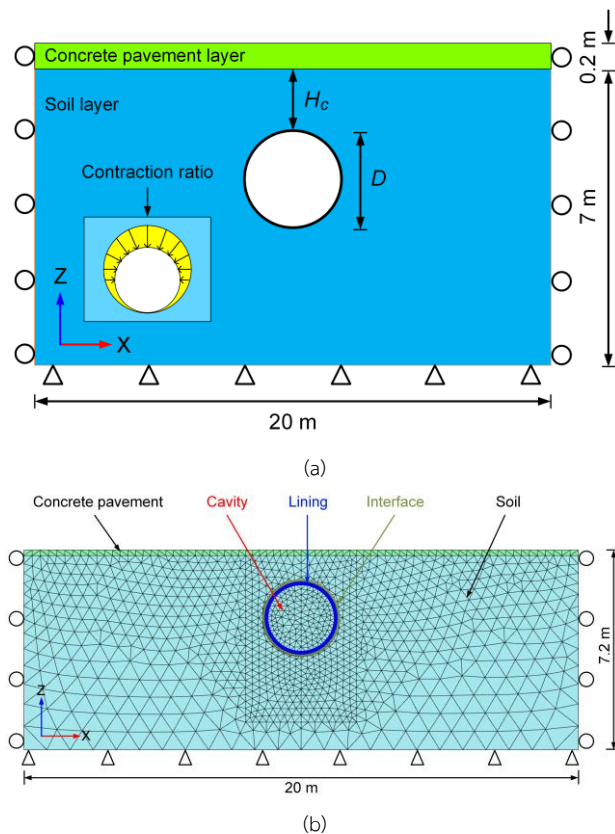 Concrete pavement layer
0.2 m
Soil layer
H_c
Contraction ratio
D
7 m
Z
X
20 m
(a)
Concrete pavement
Cavity
Lining
Interface
Soil
7.2 m
Z
X
20 m
(b)